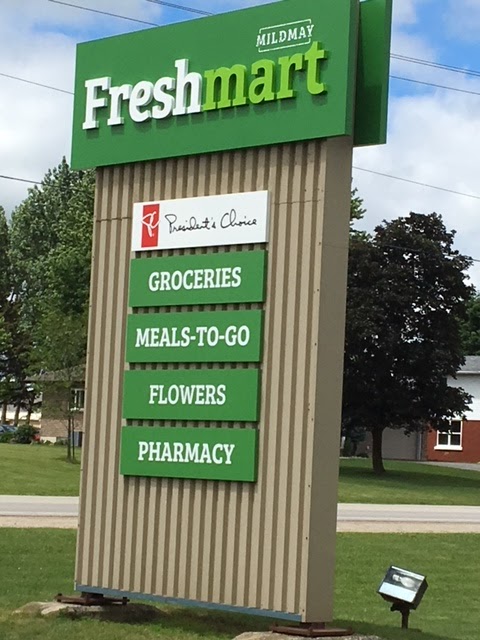 MILDMAY
Freshmart
President's Choice
GROCERIES
MEALS-TO-GO
FLOWERS
PHARMACY